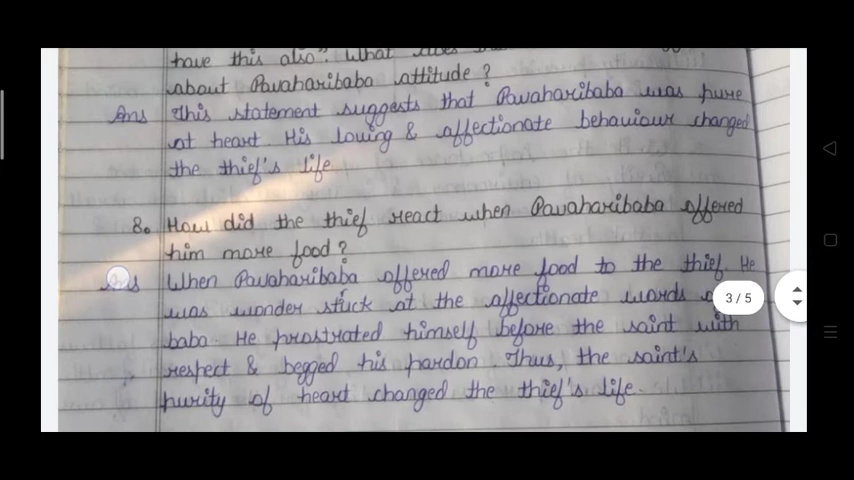 have this also". What
about Pavaharibaba attitude ?
Ans This statement suggests that Pavaharibaba was pure
at heart. His loving & affectionate behaviour changed
the thief's life.
8. How did the thief react when Pavaharibaba offered
him more food ?
Ans When Pavaharibaba offered more food to the thief. He
was wonder stuck at the affectionate words
baba. He prostrated himself before the saint with
respect & begged his pardon. Thus, the saint's
purity of heart changed the thief's life.
3 / 5